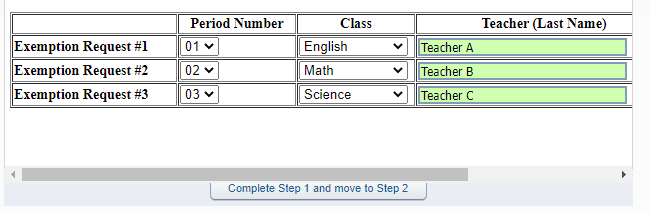 Period Number Class Teacher (Last Name)
Exemption Request #1 01 English Teacher A
Exemption Request #2 02 Math Teacher B
Exemption Request #3 03 Science Teacher C
Complete Step 1 and move to Step 2